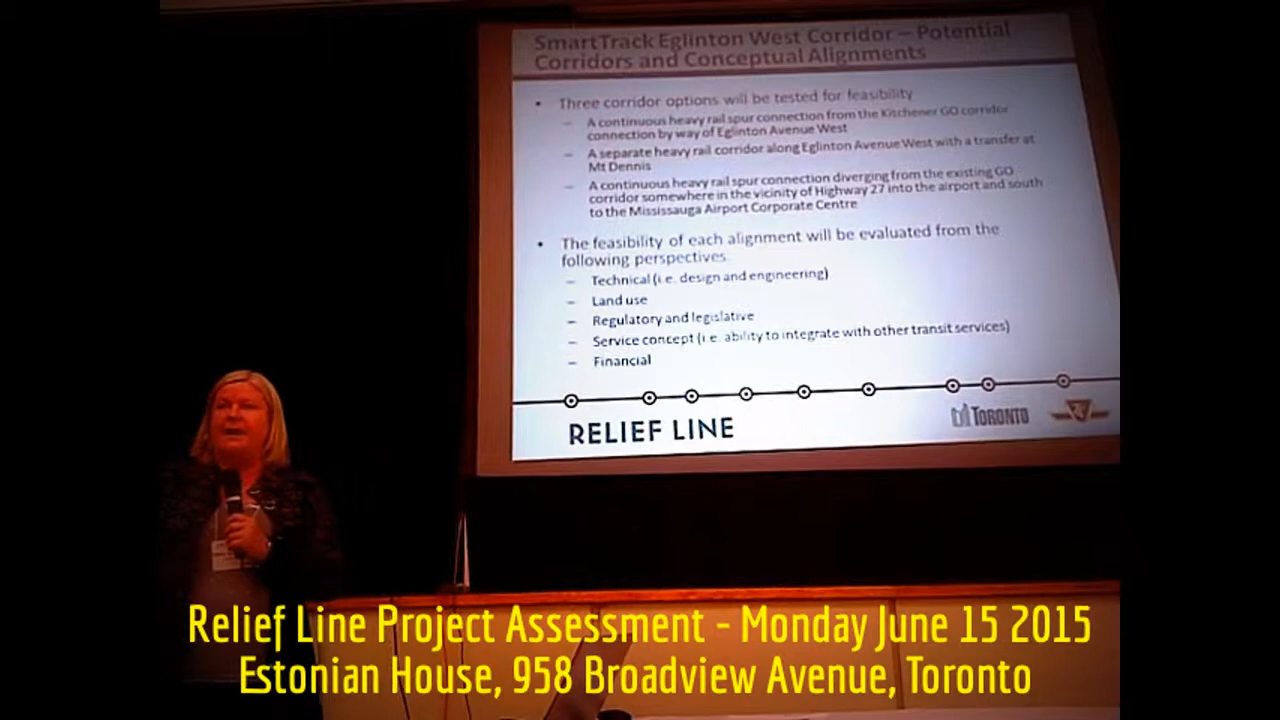 SmartTrack Eglinton West Corridor – Potential
Corridors and Conceptual Alignments
• Three corridor options will be tested for feasibility
– A continuous heavy rail spur connection from the Kitchener GO corridor
connection by way of Eglinton Avenue West
– A separate heavy rail corridor along Eglinton Avenue West with a transfer at
Mt Dennis
– A continuous heavy rail spur connection diverging from the existing GO
corridor somewhere in the vicinity of Highway 27 into the airport and south
to the Mississauga Airport Corporate Centre
• The feasibility of each alignment will be evaluated from the
following perspectives
– Technical (i.e. design and engineering)
– Land use
– Regulatory and legislative
– Service concept (i.e. ability to integrate with other transit services)
– Financial
RELIEF LINE
TORONTO
Relief Line Project Assessment - Monday June 15 2015
Estonian House, 958 Broadview Avenue, Toronto